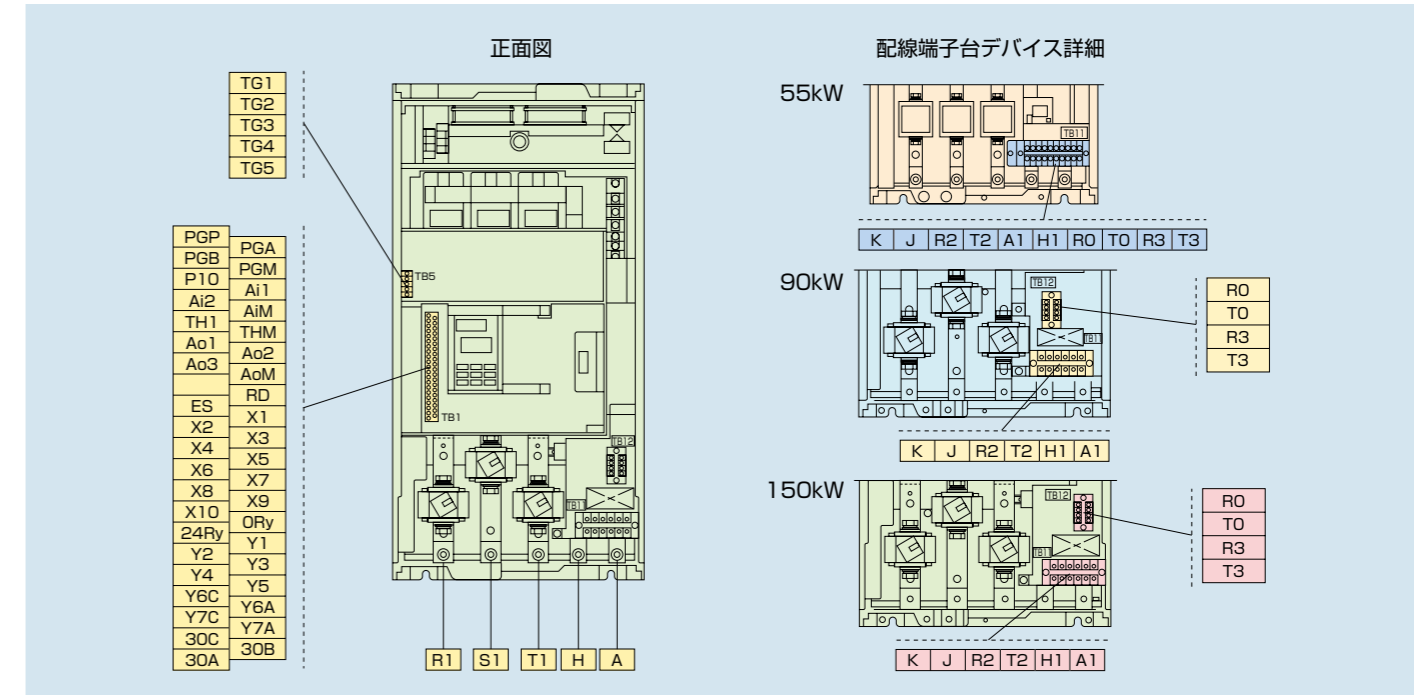 正面図
TG1
TG2
TG3
TG4
TG5
PGP
PGA
PGB
PGM
P10
Ai1
Ai2
AiM
TH1
THM
Ao1
Ao2
Ao3
AoM
RD
ES
X1
X2
X3
X4
X5
X6
X7
X8
X9
X10
0Ry
24Ry
Y1
Y2
Y3
Y4
Y5
Y6C
Y6A
Y7C
Y7A
30C
30B
30A
TB5
TB1
TB12
TB11
R1 S1 T1 H A
配線端子台デバイス詳細
55kW
TB11
K J R2 T2 A1 H1 R0 T0 R3 T3
90kW
TB12
TB11
R0
T0
R3
T3
K J R2 T2 H1 A1
150kW
TB12
TB11
R0
T0
R3
T3
K J R2 T2 H1 A1